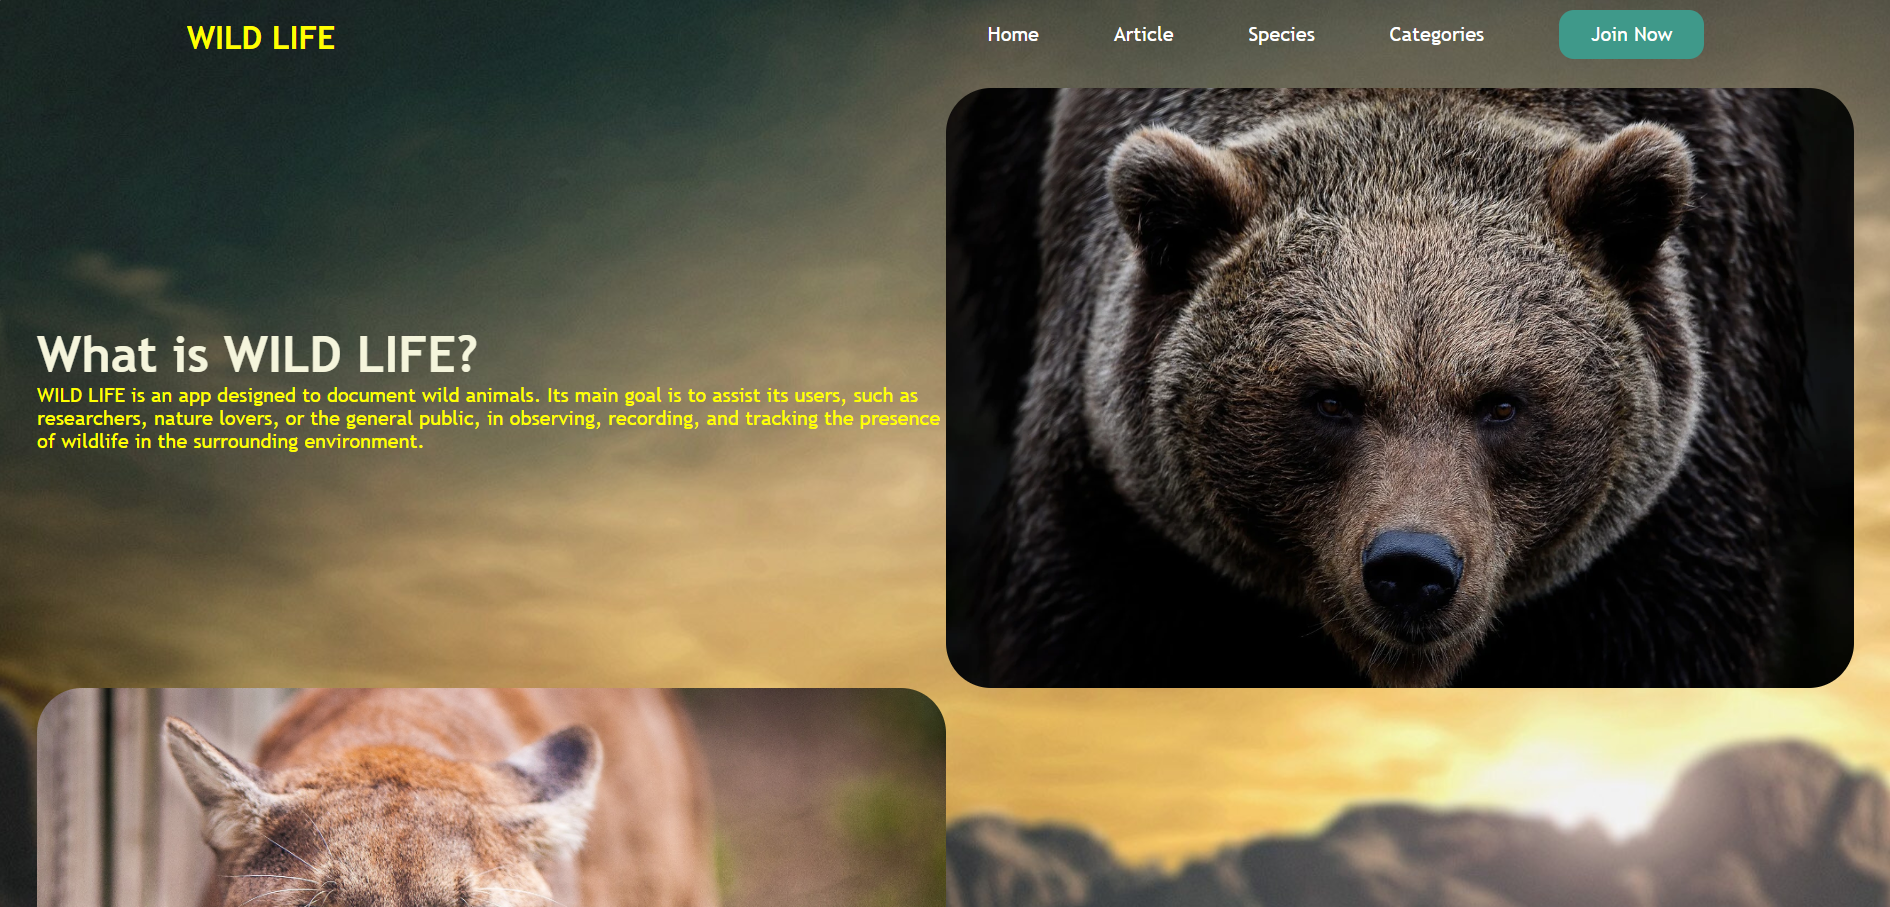 WILD LIFE
Home
Article
Species
Categories
Join Now
What is WILD LIFE?
WILD LIFE is an app designed to document wild animals. Its main goal is to assist its users, such as
researchers, nature lovers, or the general public, in observing, recording, and tracking the presence
of wildlife in the surrounding environment.